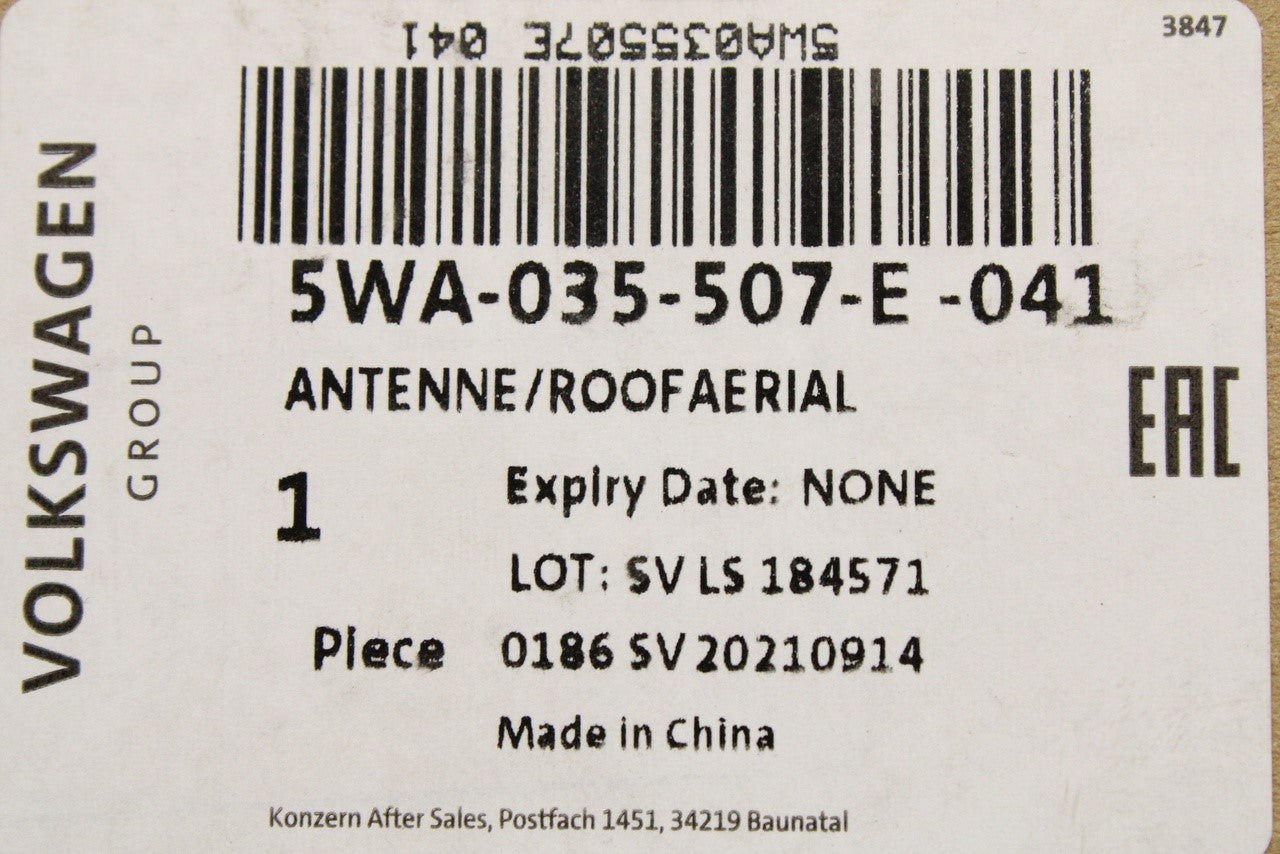 3847
5WA035507E 041
5WA-035-507-E -041
ANTENNE/ROOFAERIAL
1
Expiry Date: NONE
LOT: SV LS 184571
Piece 0186 SV 20210914
Made in China
Konzern After Sales, Postfach 1451, 34219 Baunatal
VOLKSWAGEN
GROUP
EAC